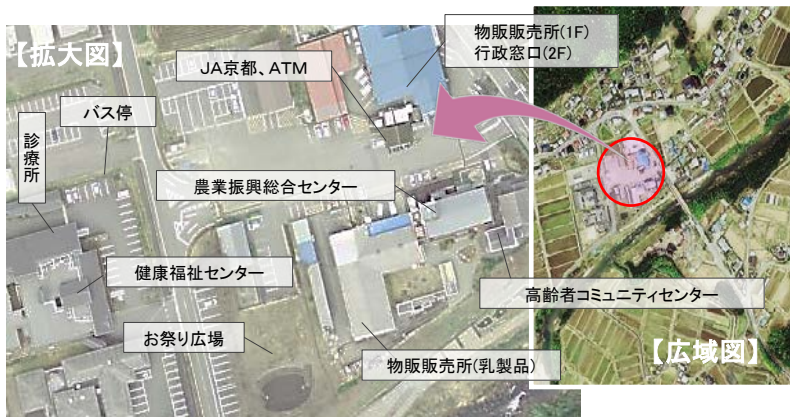 【拡大図】
物販販売所(1F)
行政窓口(2F)
JA京都、ATM
バス停
診療所
農業振興総合センター
健康福祉センター
高齢者コミュニティセンター
お祭り広場
物販販売所(乳製品)
【広域図】